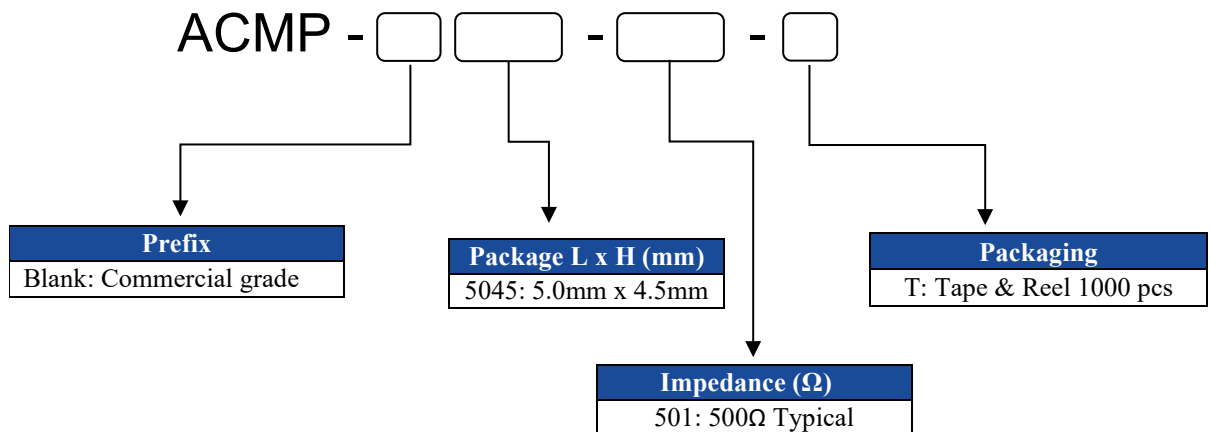 ACMP - -  -
Prefix
Blank: Commercial grade
Package L x H (mm)
5045: 5.0mm x 4.5mm
Packaging
T: Tape & Reel 1000 pcs
Impedance (Ω)
501: 500Ω Typical